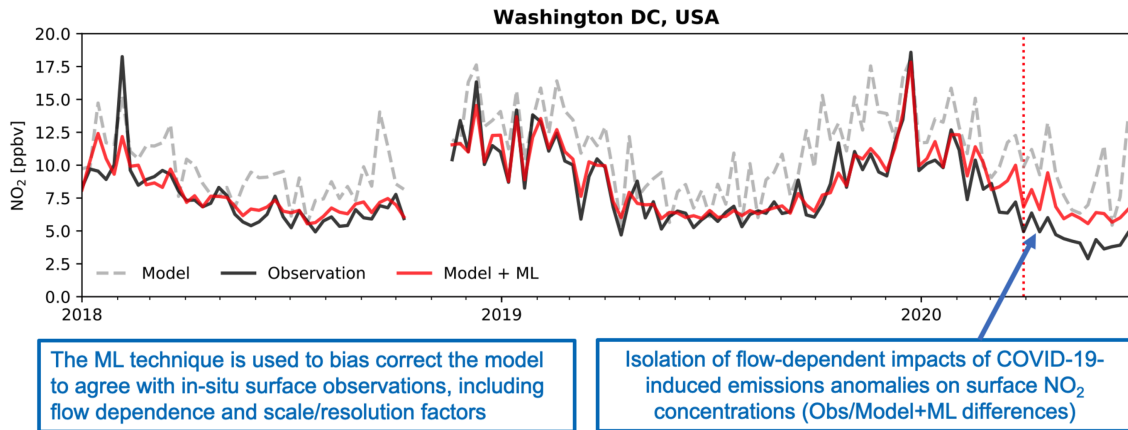 Washington DC, USA
20.0
17.5
15.0
12.5
10.0
7.5
5.0
2.5
0.0
NO₂ [ppbv]
Model
Observation
Model + ML
2018
2019
2020
The ML technique is used to bias correct the model
to agree with in-situ surface observations, including
flow dependence and scale/resolution factors
Isolation of flow-dependent impacts of COVID-19-
induced emissions anomalies on surface NO₂
concentrations (Obs/Model+ML differences)